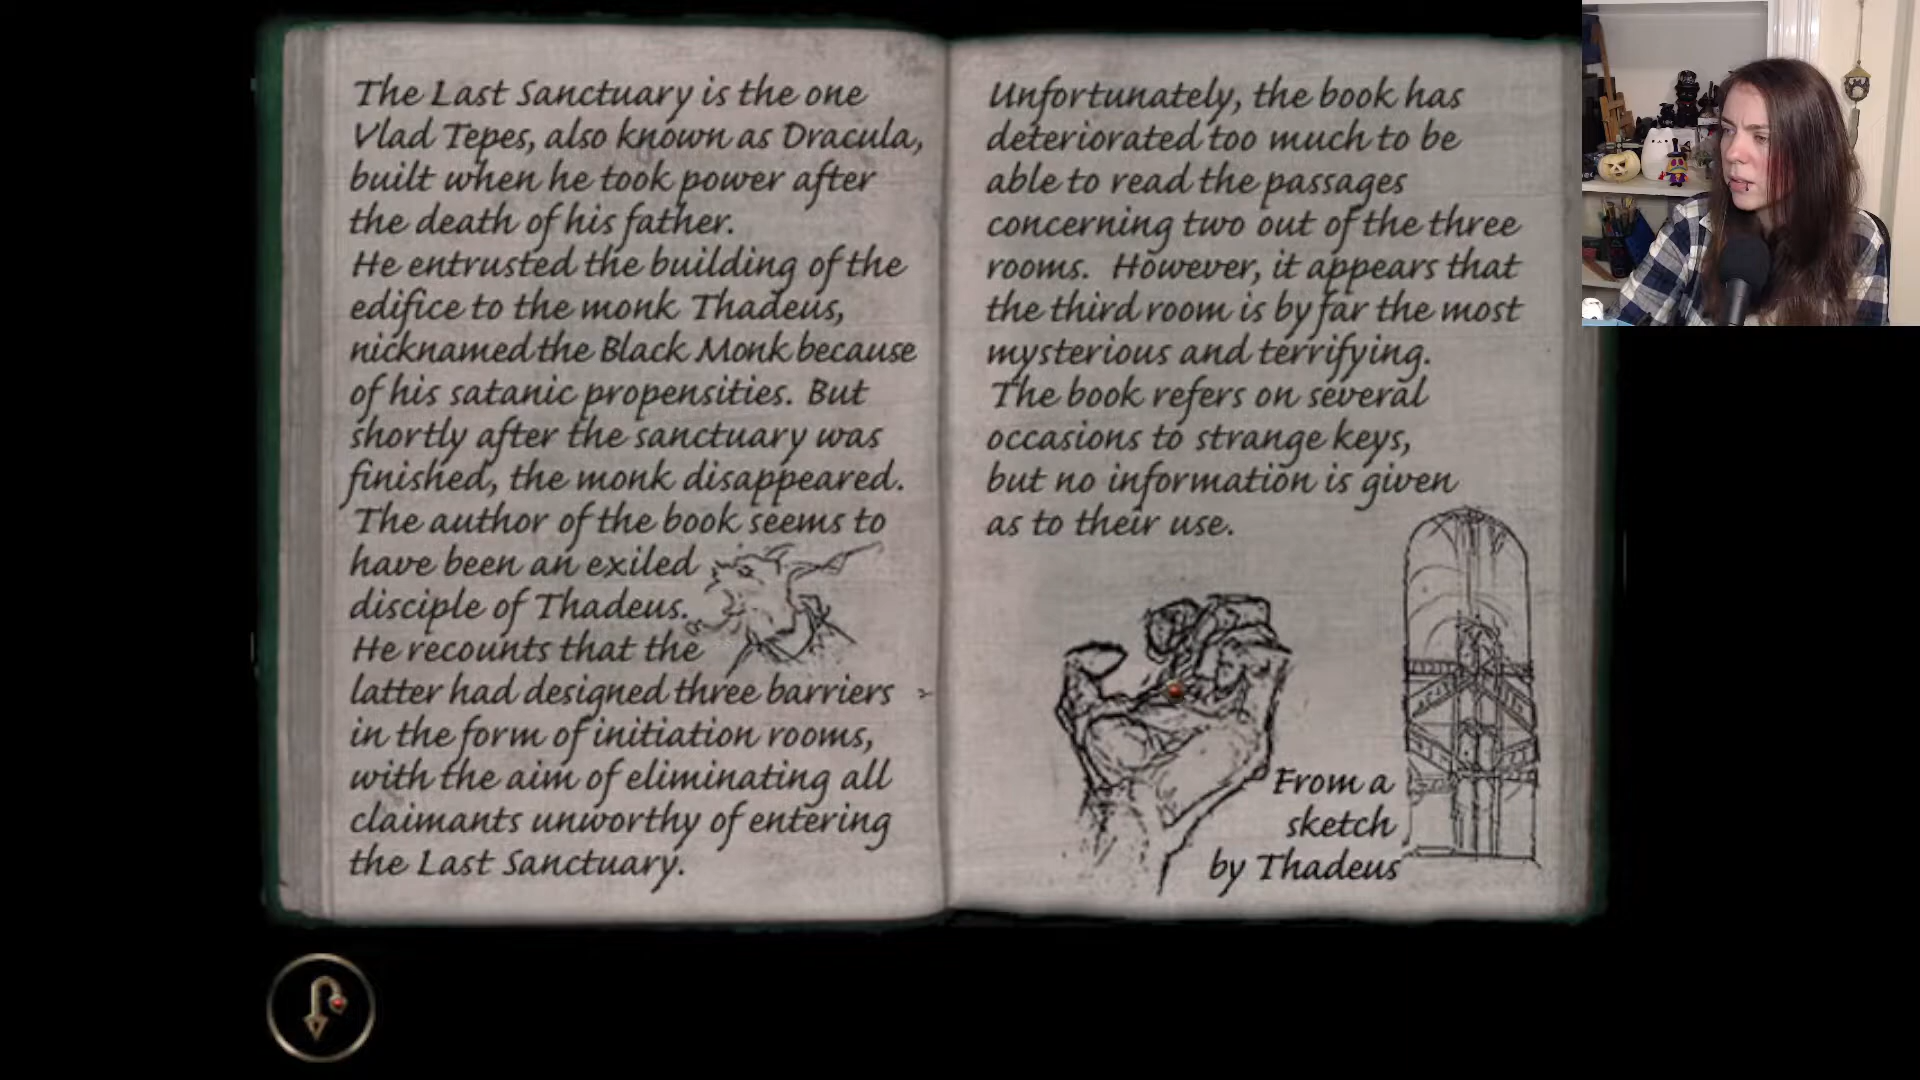 The Last Sanctuary is the one
Vlad Tepes, also known as Dracula,
built when he took power after
the death of his father.
He entrusted the building of the
edifice to the monk Thadeus,
nicknamed the Black Monk because
of his satanic propensities. But
shortly after the sanctuary was
finished, the monk disappeared.
The author of the book seems to
have been an exiled
disciple of Thadeus.
He recounts that the
latter had designed three barriers
in the form of initiation rooms,
with the aim of eliminating all
claimants unworthy of entering
the Last Sanctuary.
Unfortunately, the book has
deteriorated too much to be
able to read the passages
concerning two out of the three
rooms. However, it appears that
the third room is by far the most
mysterious and terrifying.
The book refers on several
occasions to strange keys,
but no information is given
as to their use.
From a
sketch
by Thadeus